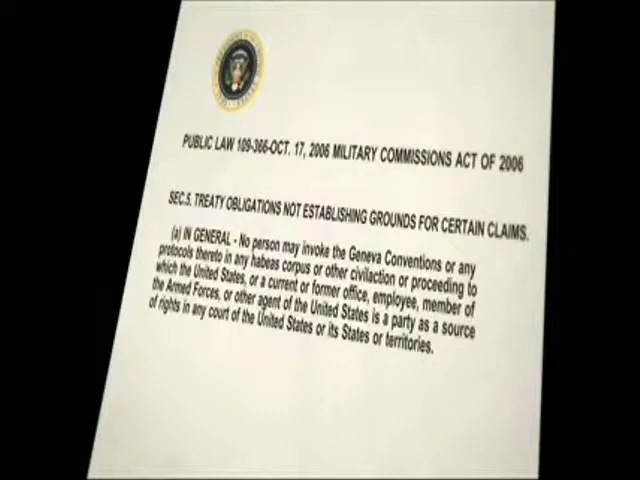 PUBLIC LAW 109-366-OCT. 17, 2006 MILITARY COMMISSIONS ACT OF 2006
SEC.5. TREATY OBLIGATIONS NOT ESTABLISHING GROUNDS FOR CERTAIN CLAIMS.
(a) IN GENERAL - No person may invoke the Geneva Conventions or any
protocols thereto in any habeas corpus or other civilaction or proceeding to
which the United States, or a current or former office, employee, member of
the Armed Forces, or other agent of the United States is a party as a source
of rights in any court of the United States or its States or territories.